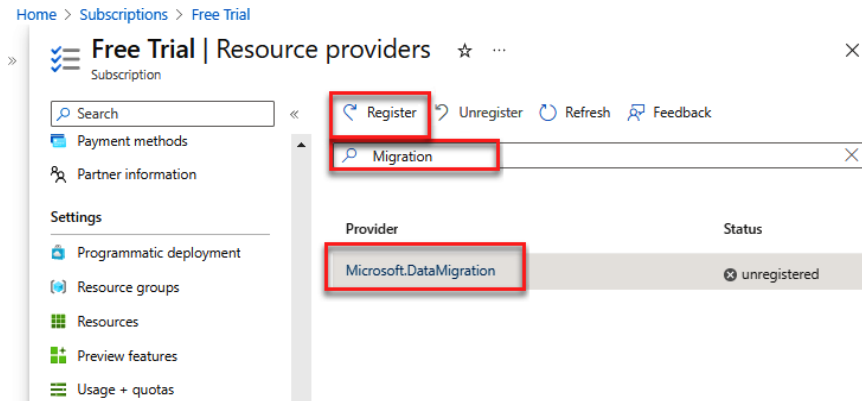 Home > Subscriptions > Free Trial
»
Free Trial | Resource providers ☆ ...
Subscription
Search
«
Payment methods
Partner information
Settings
Programmatic deployment
Resource groups
Resources
Preview features
Usage + quotas
Register Unregister Refresh Feedback
Migration
Provider Status
Microsoft.DataMigration unregistered